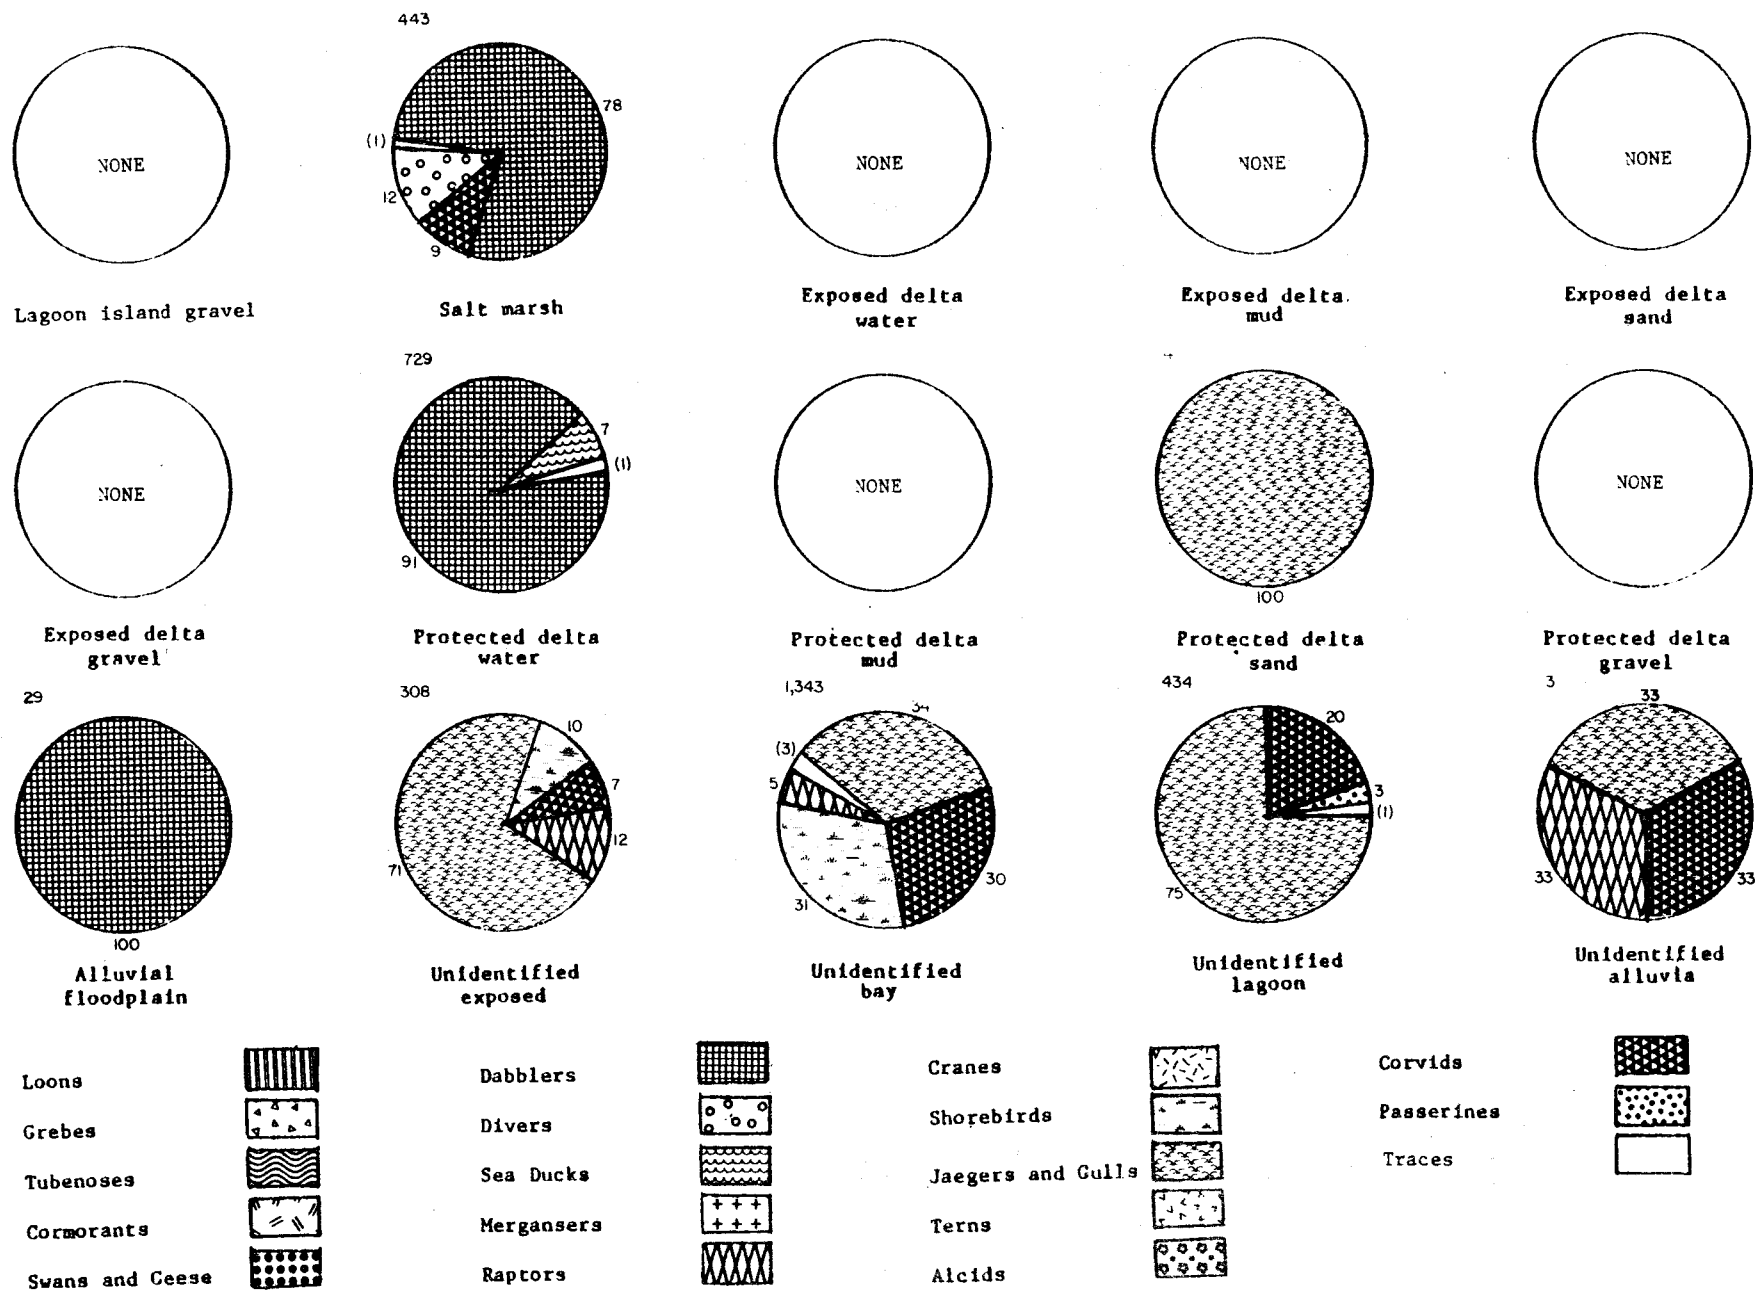 443
78
(1)
12
9
NONE
NONE
NONE
NONE
Lagoon island gravel
Salt marsh
Exposed delta
water
Exposed delta
mud
Exposed delta
sand
729
7
(1)
91
4
100
NONE
NONE
NONE
Exposed delta
gravel
Protected delta
water
Protected delta
mud
Protected delta
sand
Protected delta
gravel
29
100
308
10
7
12
71
1,343
34
(3)
5
31
30
434
20
3
(1)
75
3
33
33
33
Alluvial
floodplain
Unidentified
exposed
Unidentified
bay
Unidentified
lagoon
Unidentified
alluvia
Loons
Grebes
Tubenoses
Cormorants
Swans and Geese
Dabblers
Divers
Sea Ducks
Mergansers
Raptors
Cranes
Shorebirds
Jaegers and Gulls
Terns
Alcids
Corvids
Passerines
Traces